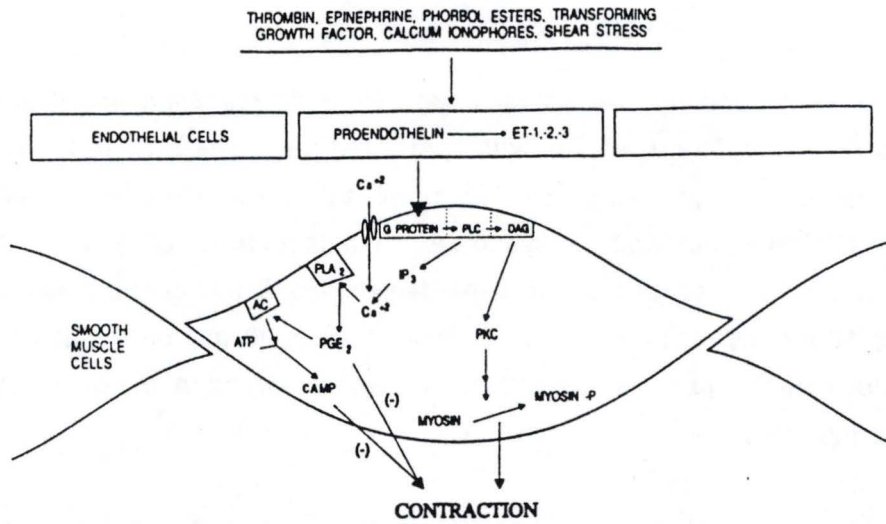 THROMBIN, EPINEPHRINE, PHORBOL ESTERS, TRANSFORMING
GROWTH FACTOR, CALCIUM IONOPHORES, SHEAR STRESS
ENDOTHELIAL CELLS
PROENDOTHELIN → ET-1,-2,-3
Ca+2
G PROTEIN → PLC → DAG
PLA2
IP3
AC
Ca+2
SMOOTH
MUSCLE
CELLS
ATP
PGE2
PKC
CAMP
(-)
MYOSIN
MYOSIN -P
(-)
CONTRACTION